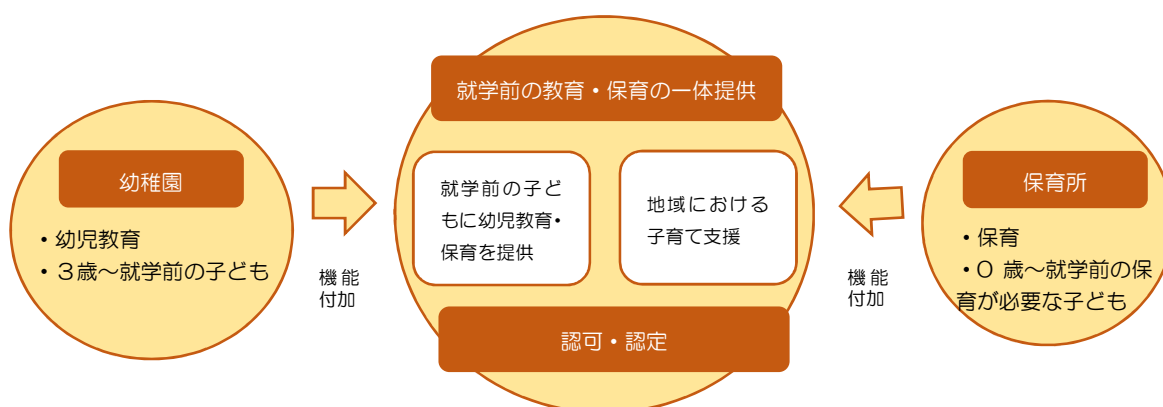 就学前の教育・保育の一体提供
幼稚園
・幼児教育
・３歳〜就学前の子ども
機能
付加
就学前の子ど
もに幼児教育・
保育を提供
地域における
子育て支援
認可・認定
機能
付加
保育所
・保育
・０ 歳〜就学前の保
育が必要な子ども